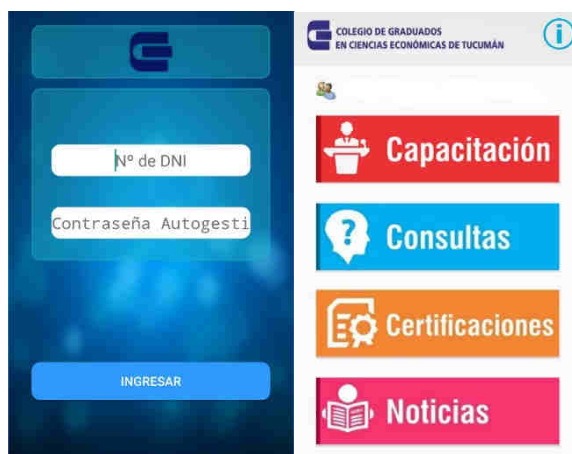 Nº de DNI
Contraseña Autogesti
INGRESAR
COLEGIO DE GRADUADOS
EN CIENCIAS ECONÓMICAS DE TUCUMÁN
i
Capacitación
?
Consultas
Certificaciones
Noticias